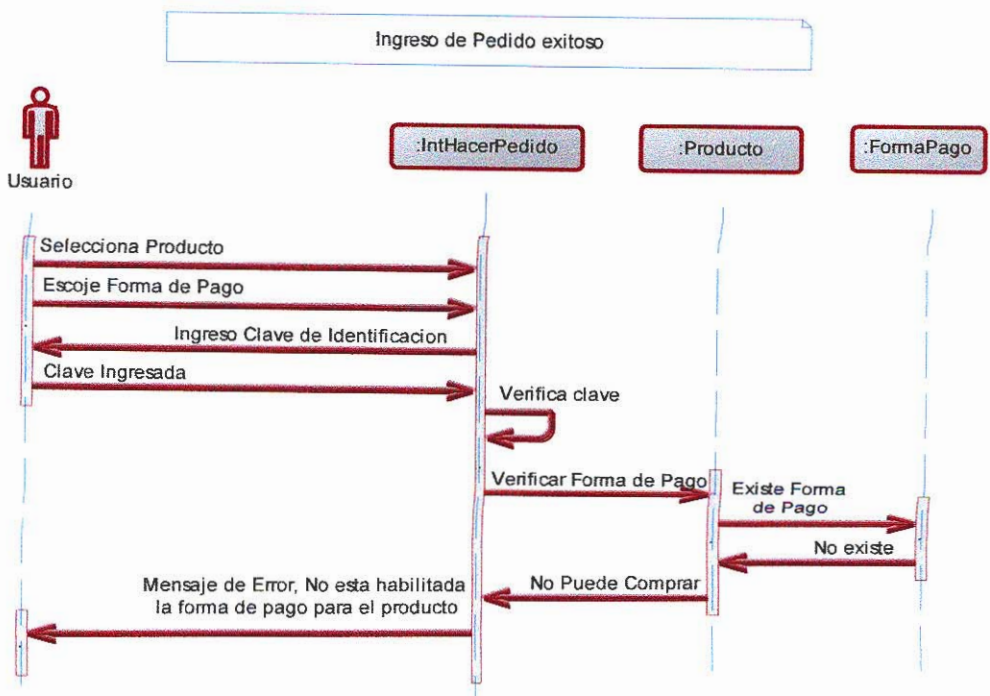 Ingreso de Pedido exitoso
:IntHacerPedido
:Producto
:FormaPago
Usuario
Selecciona Producto
Escoje Forma de Pago
Ingreso Clave de Identificacion
Clave Ingresada
Verifica clave
Verificar Forma de Pago
Existe Forma
de Pago
No existe
No Puede Comprar
Mensaje de Error, No esta habilitada
la forma de pago para el producto